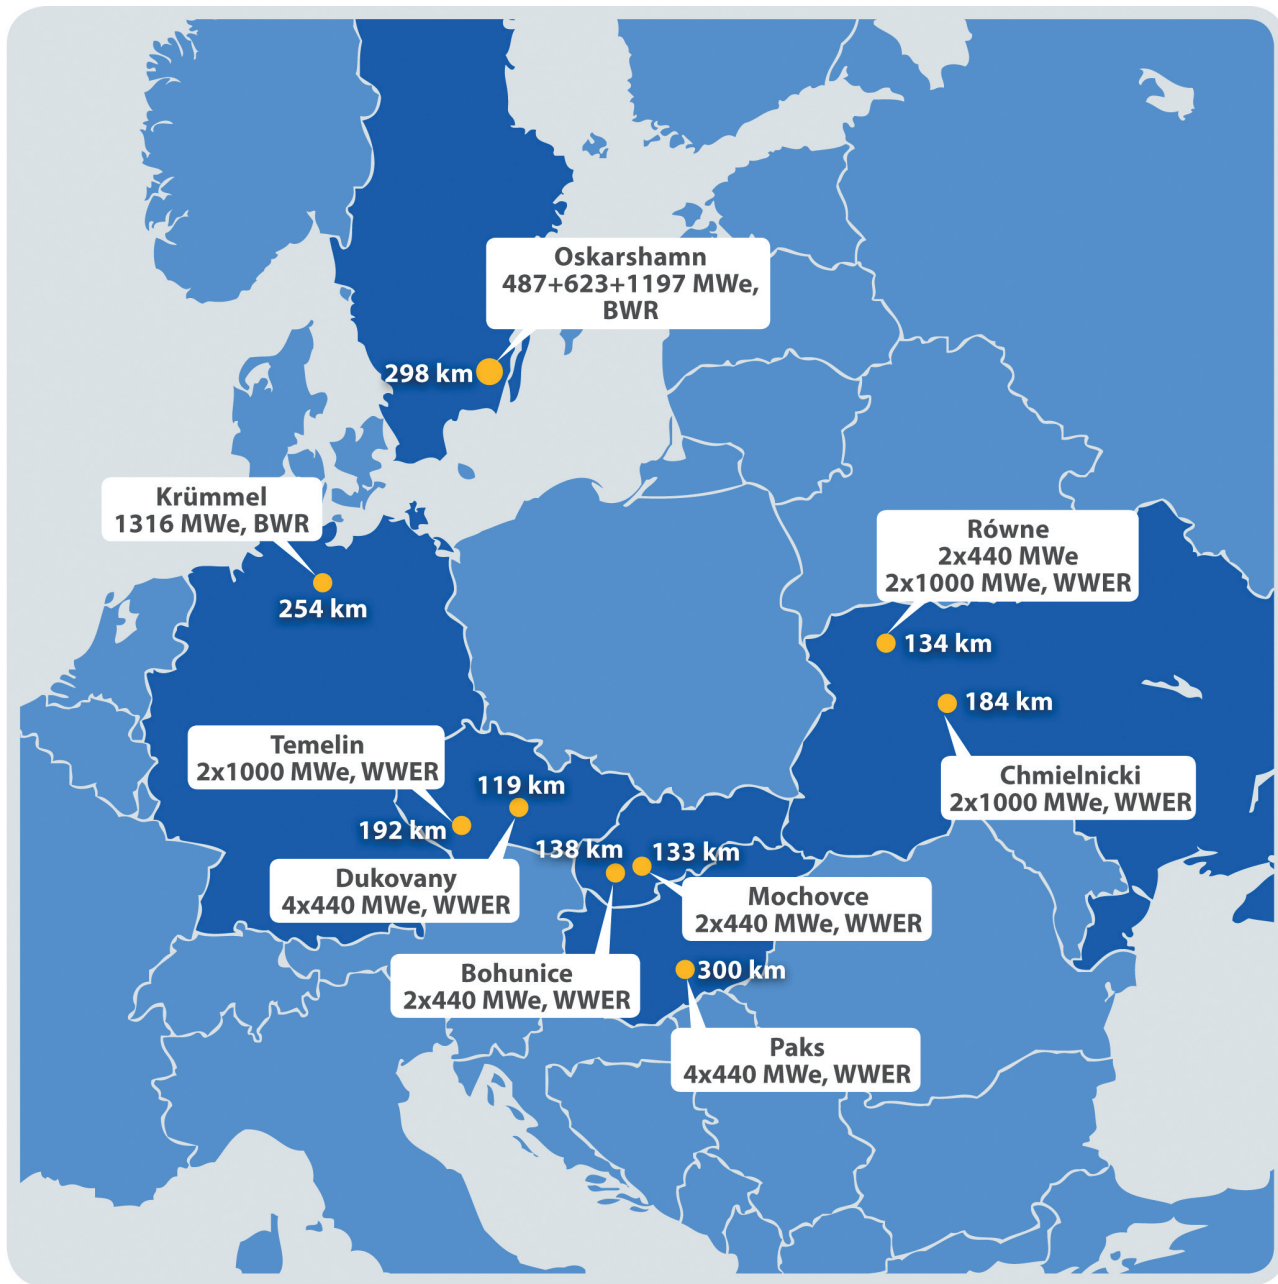 Oskarshamn
487+623+1197 MWe,
BWR
298 km
Krümmel
1316 MWe, BWR
254 km
Równe
2x440 MWe
2x1000 MWe, WWER
134 km
184 km
Chmielnicki
2x1000 MWe, WWER
Temelin
2x1000 MWe, WWER
192 km
119 km
Dukovany
4x440 MWe, WWER
138 km
133 km
Mochovce
2x440 MWe, WWER
Bohunice
2x440 MWe, WWER
300 km
Paks
4x440 MWe, WWER